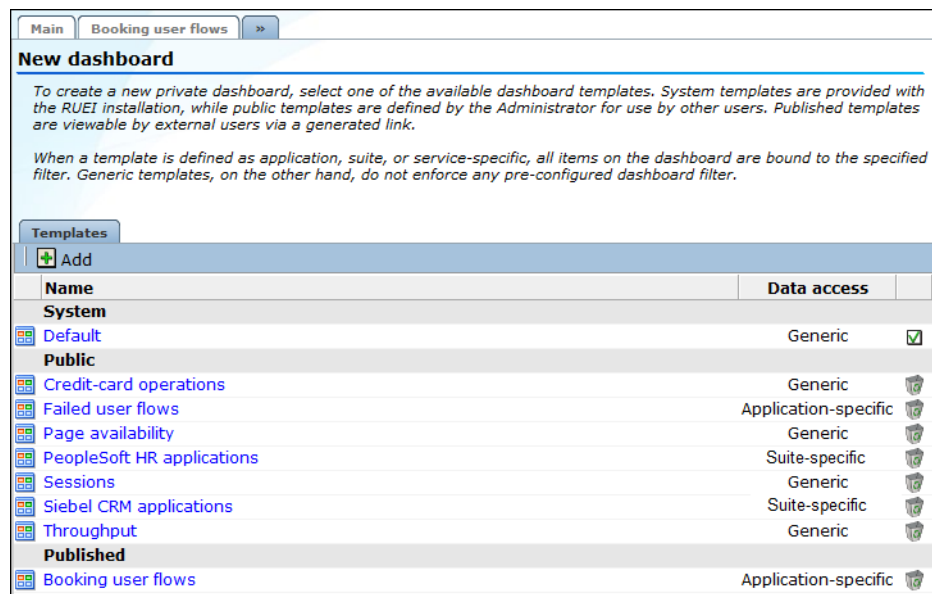 Main Booking user flows »
New dashboard
To create a new private dashboard, select one of the available dashboard templates. System templates are provided with
the RUEI installation, while public templates are defined by the Administrator for use by other users. Published templates
are viewable by external users via a generated link.
When a template is defined as application, suite, or service-specific, all items on the dashboard are bound to the specified
filter. Generic templates, on the other hand, do not enforce any pre-configured dashboard filter.
Templates
Add
Name Data access
System
Default Generic
Public
Credit-card operations Generic
Failed user flows Application-specific
Page availability Generic
PeopleSoft HR applications Suite-specific
Sessions Generic
Siebel CRM applications Suite-specific
Throughput Generic
Published
Booking user flows Application-specific